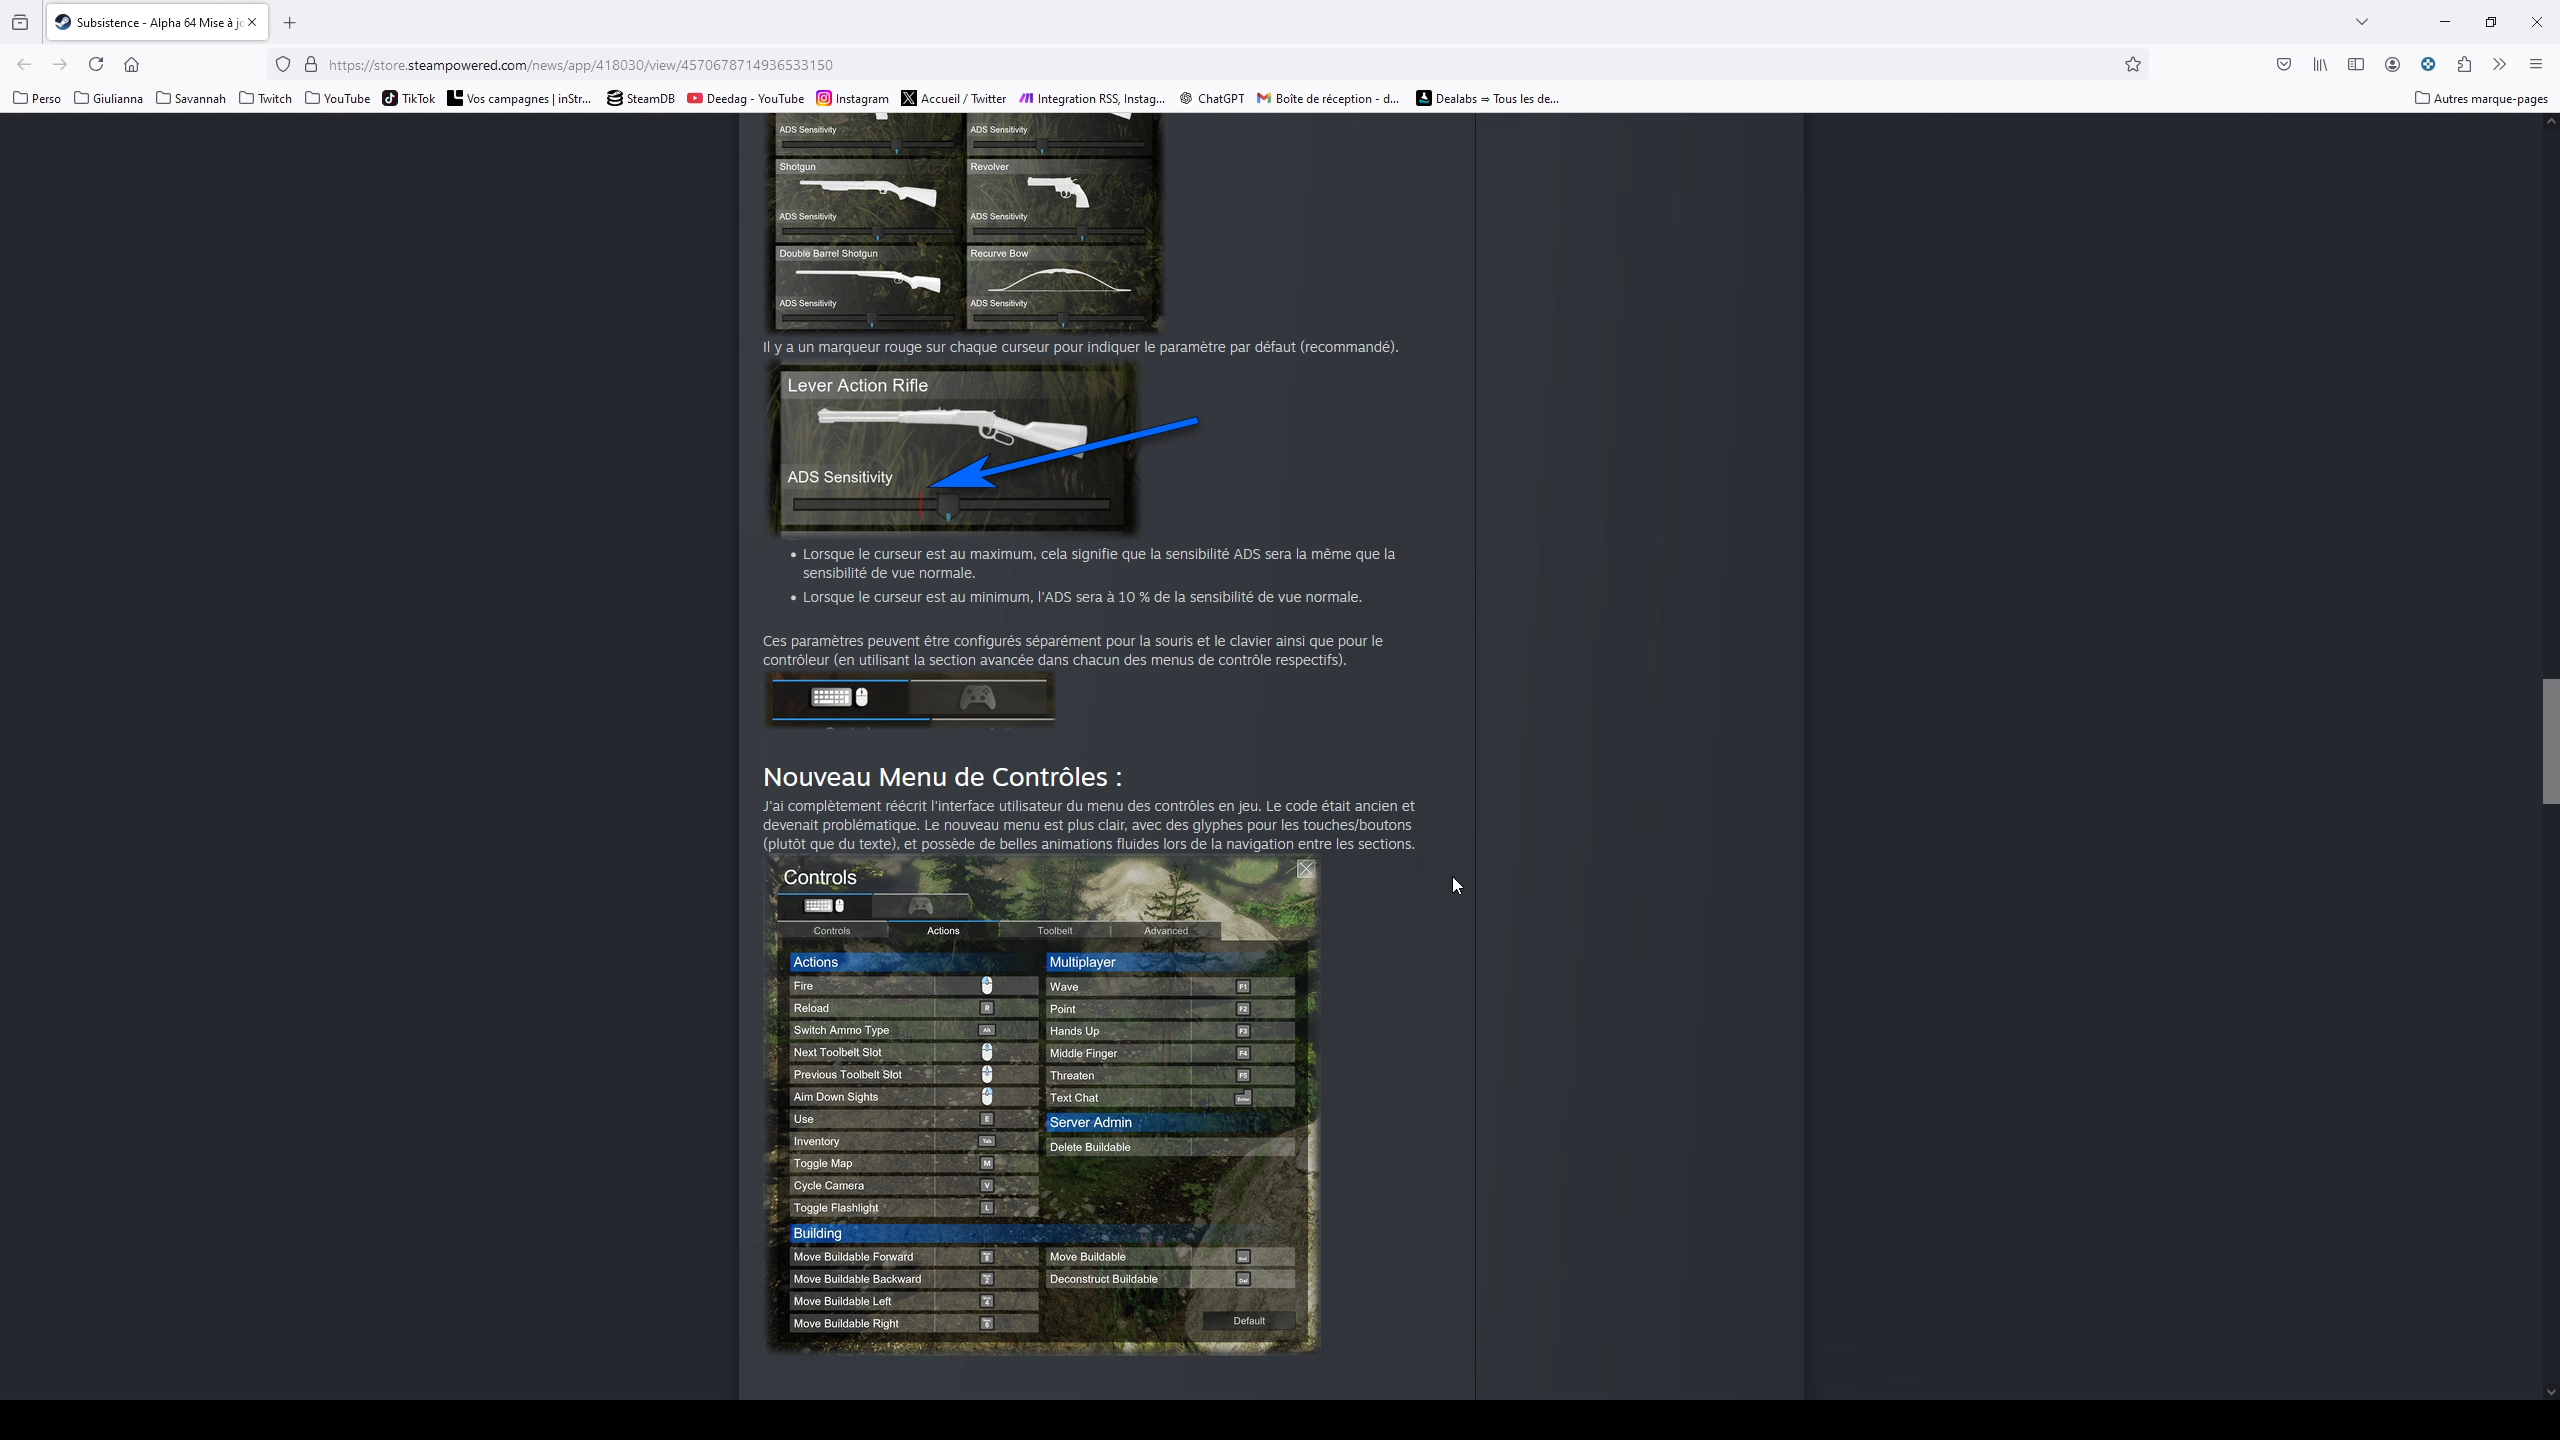 Subsistence - Alpha 64 Mise à jo
https://store.steampowered.com/news/app/418030/view/4570678714936533150
Perso Giulianna Savannah Twitch YouTube TikTok Vos campagnes | inStr... SteamDB Deedag - YouTube Instagram Accueil / Twitter Integration RSS, Instag... ChatGPT Boîte de réception - d... Dealabs ⇒ Tous les de... Autres marque-pages
ADS Sensitivity ADS Sensitivity
Shotgun Revolver
ADS Sensitivity ADS Sensitivity
Double Barrel Shotgun Recurve Bow
ADS Sensitivity ADS Sensitivity
Il y a un marqueur rouge sur chaque curseur pour indiquer le paramètre par défaut (recommandé).
Lever Action Rifle
ADS Sensitivity
• Lorsque le curseur est au maximum, cela signifie que la sensibilité ADS sera la même que la
sensibilité de vue normale.
• Lorsque le curseur est au minimum, l'ADS sera à 10 % de la sensibilité de vue normale.
Ces paramètres peuvent être configurés séparément pour la souris et le clavier ainsi que pour le
contrôleur (en utilisant la section avancée dans chacun des menus de contrôle respectifs).
Nouveau Menu de Contrôles :
J'ai complètement réécrit l'interface utilisateur du menu des contrôles en jeu. Le code était ancien et
devenait problématique. Le nouveau menu est plus clair, avec des glyphes pour les touches/boutons
(plutôt que du texte), et possède de belles animations fluides lors de la navigation entre les sections.
Controls
Controls Actions Toolbelt Advanced
Actions Multiplayer
Fire Wave F1
Reload R Point F2
Switch Ammo Type Alt Hands Up F3
Next Toolbelt Slot Middle Finger F4
Previous Toolbelt Slot Threaten F5
Aim Down Sights Text Chat Enter
Use E Server Admin
Inventory Tab Delete Buildable
Toggle Map M
Cycle Camera V
Toggle Flashlight L
Building
Move Buildable Forward 8 Move Buildable End
Move Buildable Backward 2 Deconstruct Buildable Del
Move Buildable Left 4
Move Buildable Right 6 Default